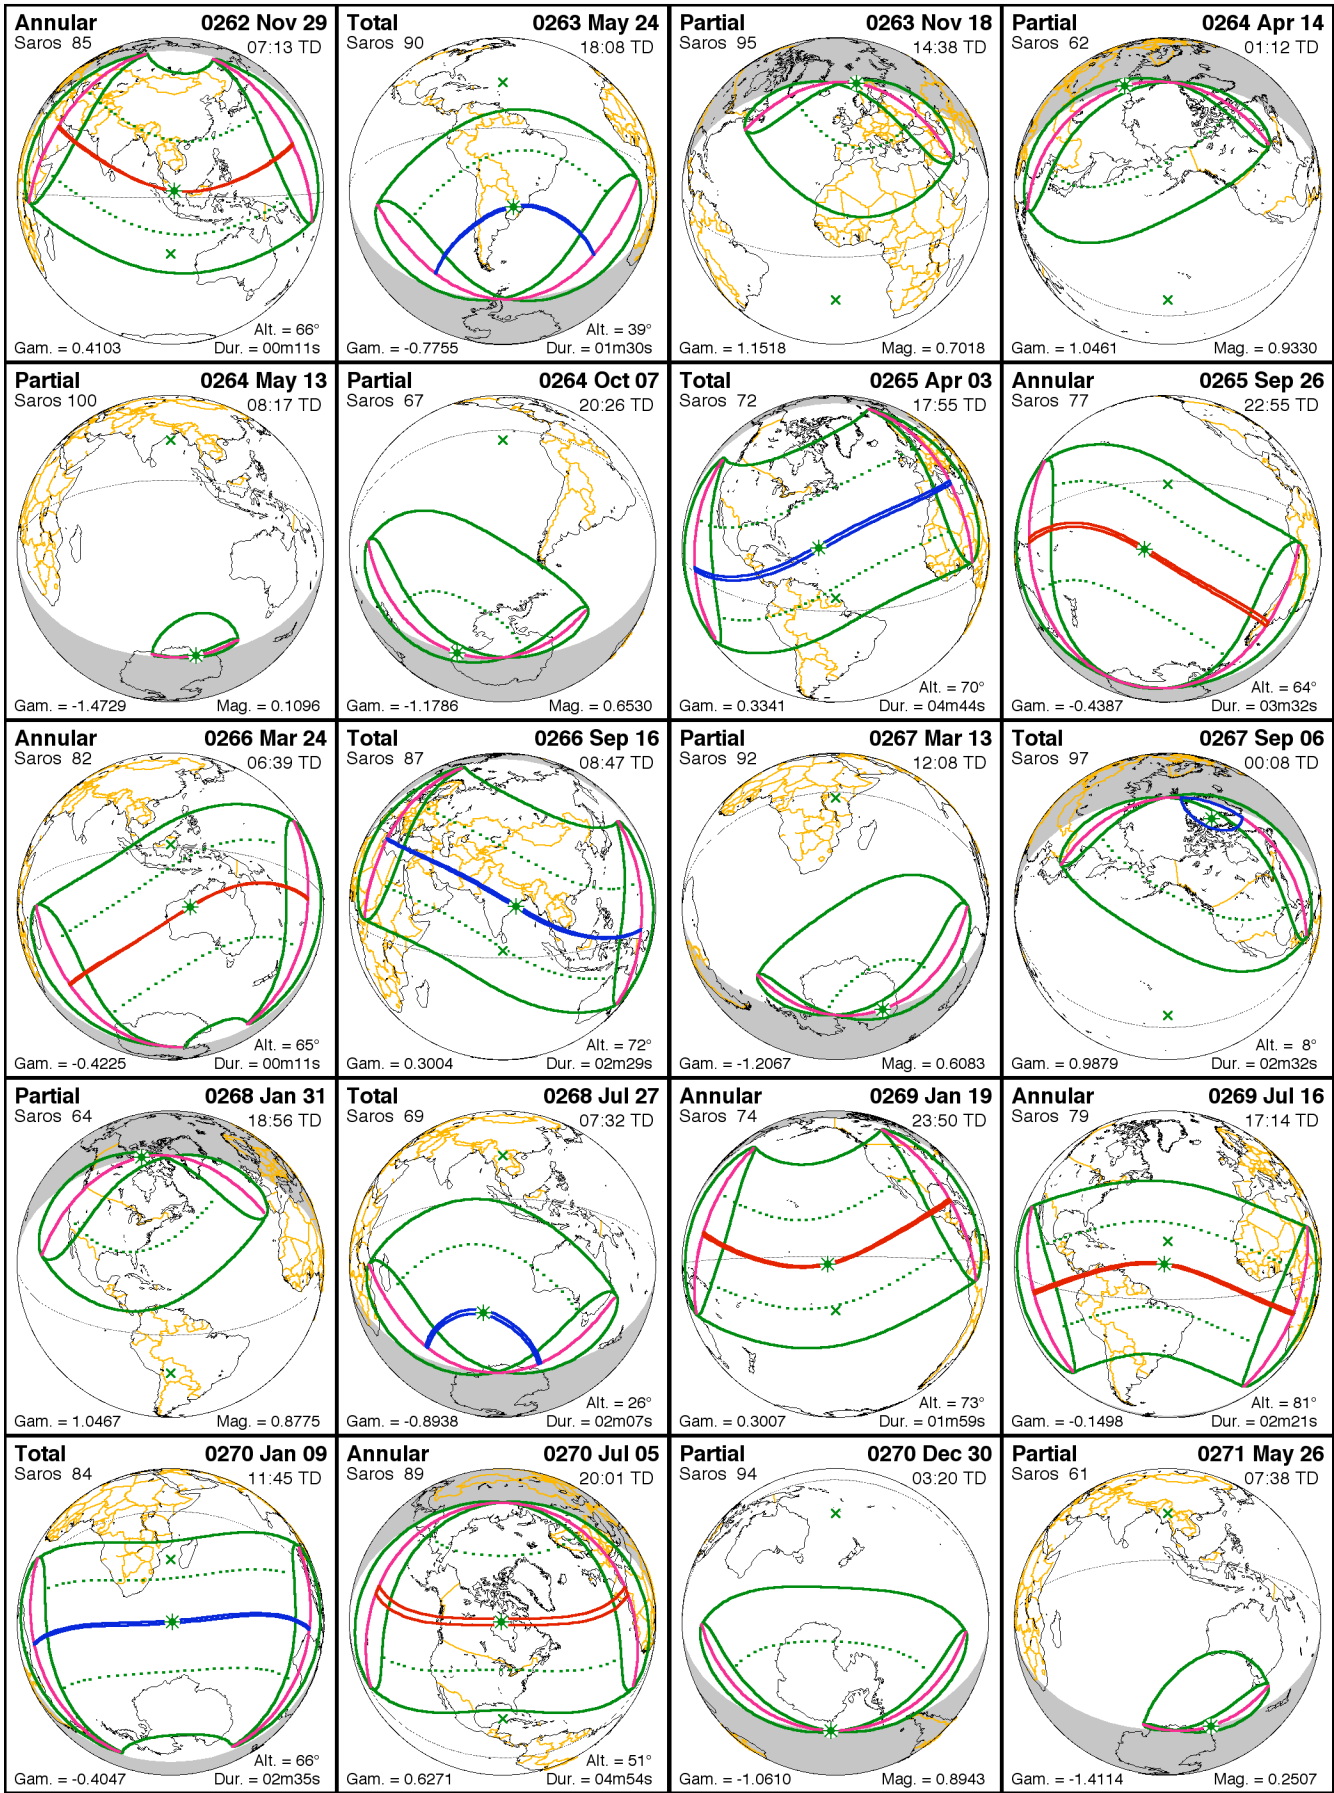 Annular 0262 Nov 29
Saros 85 07:13 TD
Alt. = 66°
Gam. = 0.4103 Dur. = 00m11s
Total 0263 May 24
Saros 90 18:08 TD
Alt. = 39°
Gam. = -0.7755 Dur. = 01m30s
Partial 0263 Nov 18
Saros 95 14:38 TD
Gam. = 1.1518 Mag. = 0.7018
Partial 0264 Apr 14
Saros 62 01:12 TD
Gam. = 1.0461 Mag. = 0.9330
Partial 0264 May 13
Saros 100 08:17 TD
Gam. = -1.4729 Mag. = 0.1096
Partial 0264 Oct 07
Saros 67 20:26 TD
Gam. = -1.1786 Mag. = 0.6530
Total 0265 Apr 03
Saros 72 17:55 TD
Alt. = 70°
Gam. = 0.3341 Dur. = 04m44s
Annular 0265 Sep 26
Saros 77 22:55 TD
Alt. = 64°
Gam. = -0.4387 Dur. = 03m32s
Annular 0266 Mar 24
Saros 82 06:39 TD
Alt. = 65°
Gam. = -0.4225 Dur. = 00m11s
Total 0266 Sep 16
Saros 87 08:47 TD
Alt. = 72°
Gam. = 0.3004 Dur. = 02m29s
Partial 0267 Mar 13
Saros 92 12:08 TD
Gam. = -1.2067 Mag. = 0.6083
Total 0267 Sep 06
Saros 97 00:08 TD
Alt. = 8°
Gam. = 0.9879 Dur. = 02m32s
Partial 0268 Jan 31
Saros 64 18:56 TD
Gam. = 1.0467 Mag. = 0.8775
Total 0268 Jul 27
Saros 69 07:32 TD
Alt. = 26°
Gam. = -0.8938 Dur. = 02m07s
Annular 0269 Jan 19
Saros 74 23:50 TD
Alt. = 73°
Gam. = 0.3007 Dur. = 01m59s
Annular 0269 Jul 16
Saros 79 17:14 TD
Alt. = 81°
Gam. = -0.1498 Dur. = 02m21s
Total 0270 Jan 09
Saros 84 11:45 TD
Alt. = 66°
Gam. = -0.4047 Dur. = 02m35s
Annular 0270 Jul 05
Saros 89 20:01 TD
Alt. = 51°
Gam. = 0.6271 Dur. = 04m54s
Partial 0270 Dec 30
Saros 94 03:20 TD
Gam. = -1.0610 Mag. = 0.8943
Partial 0271 May 26
Saros 61 07:38 TD
Gam. = -1.4114 Mag. = 0.2507